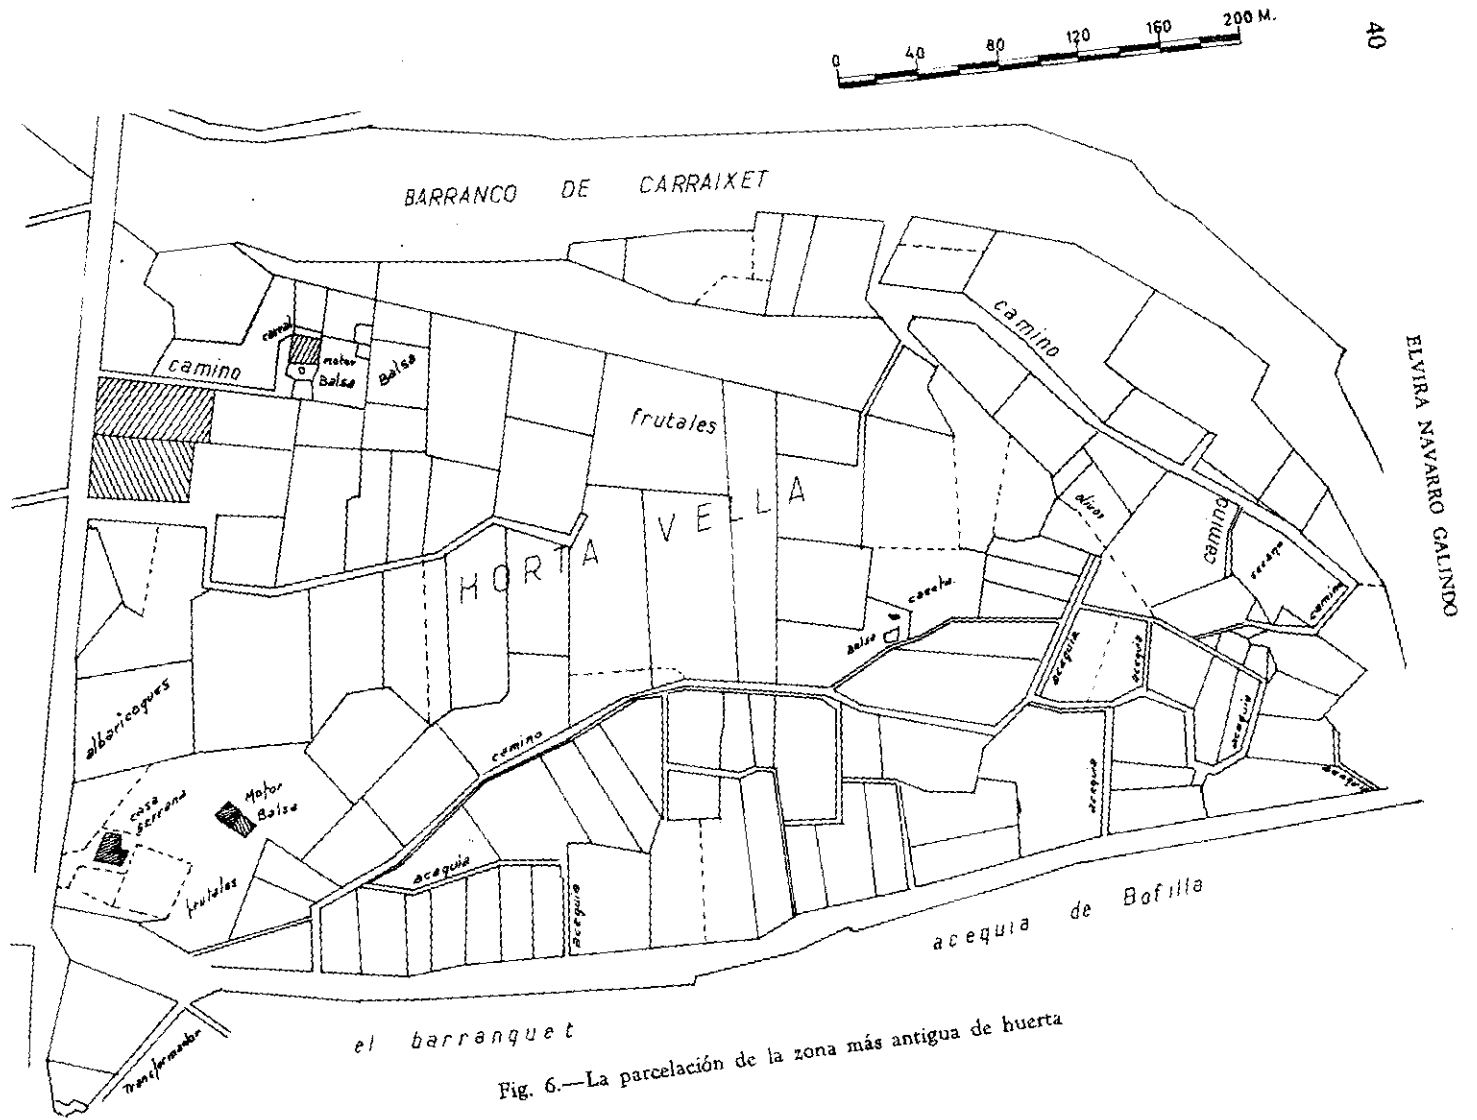 0 40 80 120 160 200 M.
40
ELVIRA NAVARRO GALINDO
BARRANCO DE CARRAIXET
camino
corral
motor
Balsa
Balsa
camino
frutales
HORTA VELLA
olivos
camino
secano
camino
caseta.
Balsa
acequia
acequia
acequia
acequia
acequia
albaricoques
camino
casa
Motor
Balsa
frutales
acequia
acequia
acequia de Bofilla
el barranquet
Transformador
Fig. 6.—La parcelación de la zona más antigua de huerta